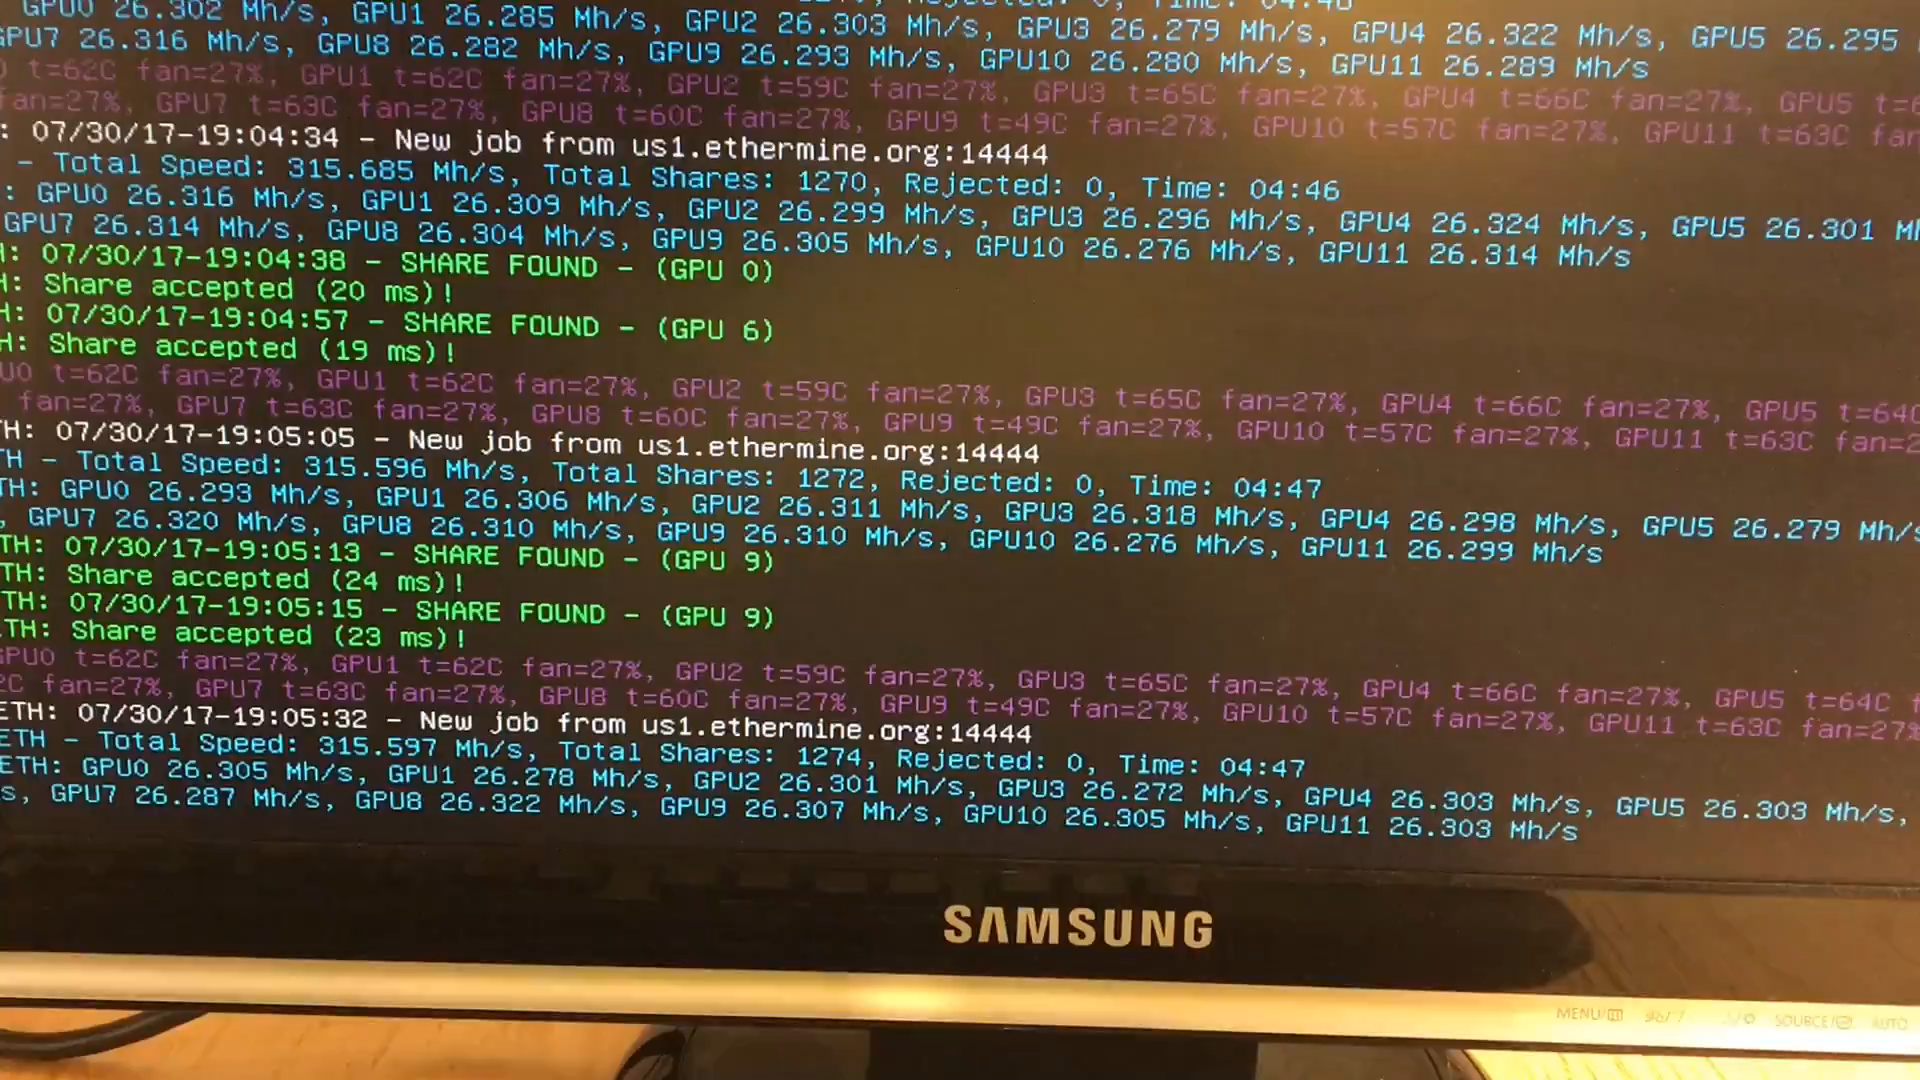 GPU0 26.302 Mh/s, GPU1 26.285 Mh/s, GPU2 26.303 Mh/s, GPU3 26.279 Mh/s, GPU4 26.322 Mh/s, GPU5 26.295
GPU7 26.316 Mh/s, GPU8 26.282 Mh/s, GPU9 26.293 Mh/s, GPU10 26.280 Mh/s, GPU11 26.289 Mh/s
t=62C fan=27%, GPU1 t=62C fan=27%, GPU2 t=59C fan=27%, GPU3 t=65C fan=27%, GPU4 t=66C fan=27%, GPU5
fan=27%, GPU7 t=63C fan=27%, GPU8 t=60C fan=27%, GPU9 t=49C fan=27%, GPU10 t=57C fan=27%, GPU11 t=63C
: 07/30/17-19:04:34 - New job from us1.ethermine.org:14444
- Total Speed: 315.685 Mh/s, Total Shares: 1270, Rejected: 0, Time: 04:46
: GPU0 26.316 Mh/s, GPU1 26.309 Mh/s, GPU2 26.299 Mh/s, GPU3 26.296 Mh/s, GPU4 26.324 Mh/s, GPU5 26.301
GPU7 26.314 Mh/s, GPU8 26.304 Mh/s, GPU9 26.305 Mh/s, GPU10 26.276 Mh/s, GPU11 26.314 Mh/s
H: 07/30/17-19:04:38 - SHARE FOUND - (GPU 0)
H: Share accepted (20 ms)!
H: 07/30/17-19:04:57 - SHARE FOUND - (GPU 6)
H: Share accepted (19 ms)!
t=62C fan=27%, GPU1 t=62C fan=27%, GPU2 t=59C fan=27%, GPU3 t=65C fan=27%, GPU4 t=66C fan=27%, GPU5 t=64C
fan=27%, GPU7 t=63C fan=27%, GPU8 t=60C fan=27%, GPU9 t=49C fan=27%, GPU10 t=57C fan=27%, GPU11 t=63C
TH: 07/30/17-19:05:05 - New job from us1.ethermine.org:14444
TH - Total Speed: 315.596 Mh/s, Total Shares: 1272, Rejected: 0, Time: 04:47
TH: GPU0 26.293 Mh/s, GPU1 26.306 Mh/s, GPU2 26.311 Mh/s, GPU3 26.318 Mh/s, GPU4 26.298 Mh/s, GPU5 26.279 Mh/s
, GPU7 26.320 Mh/s, GPU8 26.310 Mh/s, GPU9 26.310 Mh/s, GPU10 26.276 Mh/s, GPU11 26.299 Mh/s
TH: 07/30/17-19:05:13 - SHARE FOUND - (GPU 9)
TH: Share accepted (24 ms)!
TH: 07/30/17-19:05:15 - SHARE FOUND - (GPU 9)
TH: Share accepted (23 ms)!
GPU0 t=62C fan=27%, GPU1 t=62C fan=27%, GPU2 t=59C fan=27%, GPU3 t=65C fan=27%, GPU4 t=66C fan=27%, GPU5 t=64C
fan=27%, GPU7 t=63C fan=27%, GPU8 t=60C fan=27%, GPU9 t=49C fan=27%, GPU10 t=57C fan=27%, GPU11 t=63C fan=27%
ETH: 07/30/17-19:05:32 - New job from us1.ethermine.org:14444
ETH - Total Speed: 315.597 Mh/s, Total Shares: 1274, Rejected: 0, Time: 04:47
ETH: GPU0 26.305 Mh/s, GPU1 26.278 Mh/s, GPU2 26.301 Mh/s, GPU3 26.272 Mh/s, GPU4 26.303 Mh/s, GPU5 26.303 Mh/s,
s, GPU7 26.287 Mh/s, GPU8 26.322 Mh/s, GPU9 26.307 Mh/s, GPU10 26.305 Mh/s, GPU11 26.303 Mh/s
SAMSUNG
MENU/ SOURCE/ AUTO